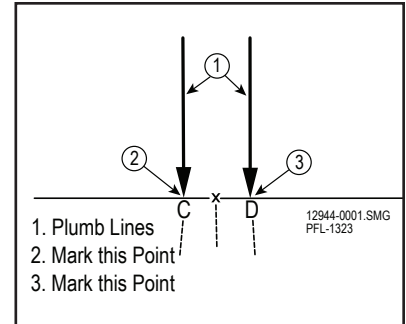 1
2
3
C
x
D
12944-0001.SMG
PFL-1323
1. Plumb Lines
2. Mark this Point
3. Mark this Point